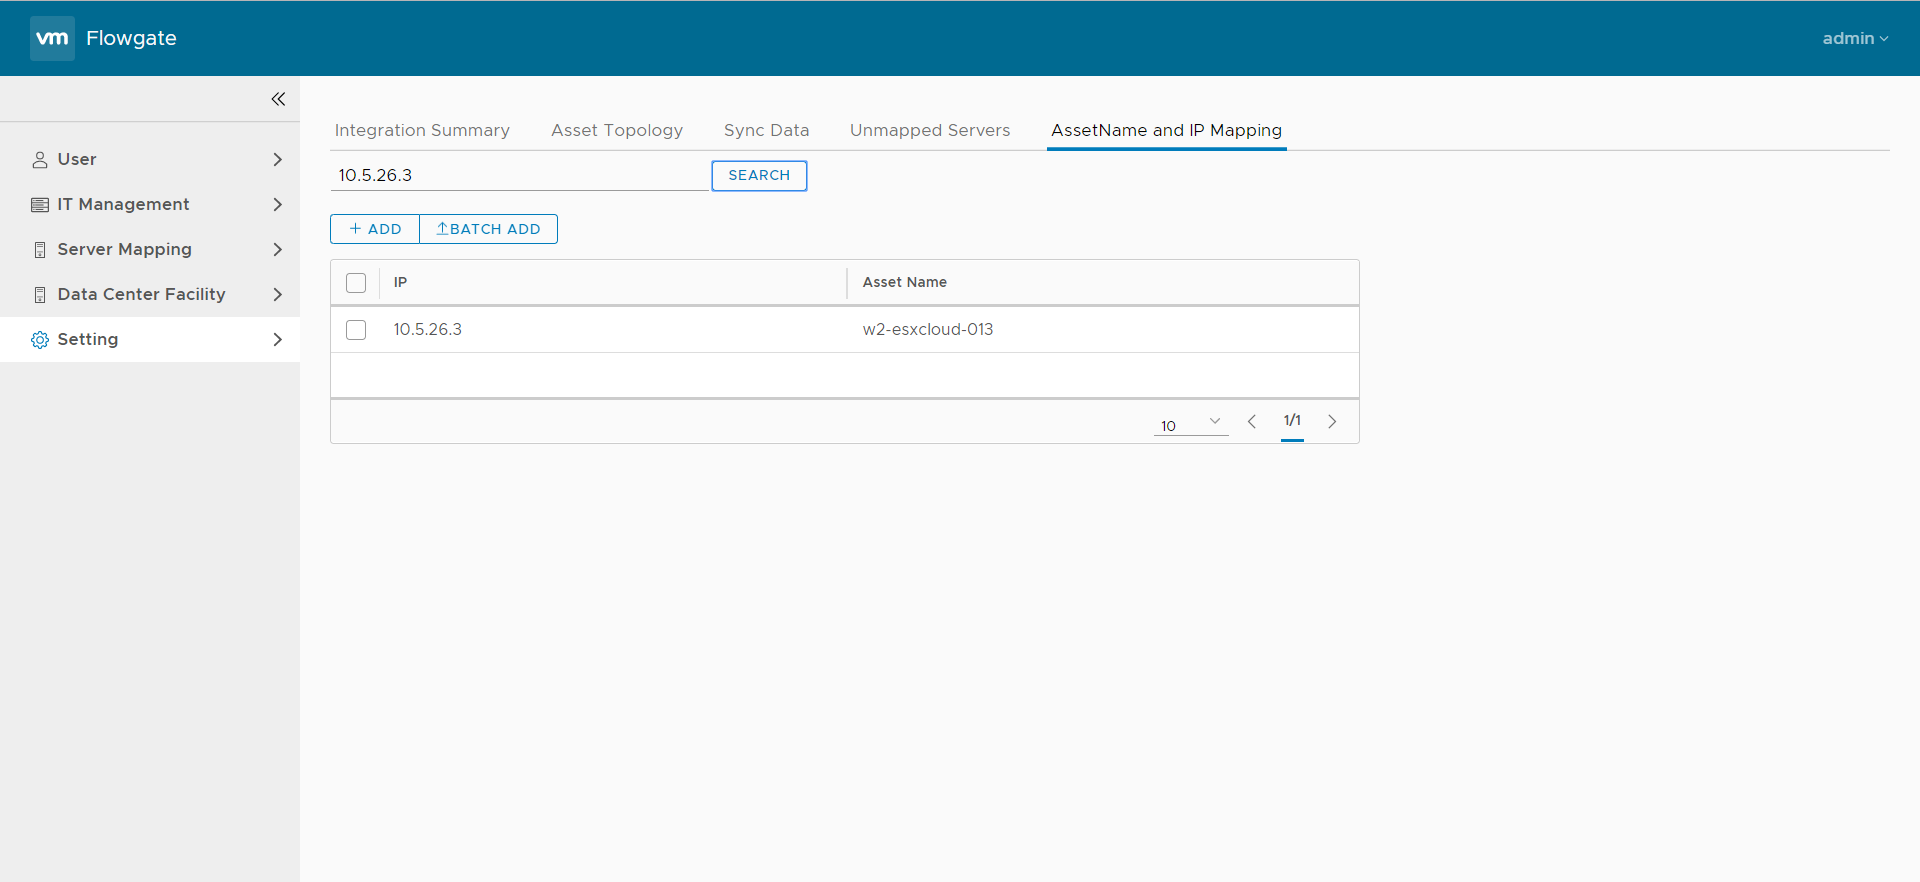 vm Flowgate admin
User
IT Management
Server Mapping
Data Center Facility
Setting
Integration Summary Asset Topology Sync Data Unmapped Servers AssetName and IP Mapping
10.5.26.3 SEARCH
+ ADD BATCH ADD
IP Asset Name
10.5.26.3 w2-esxcloud-013
10 1/1